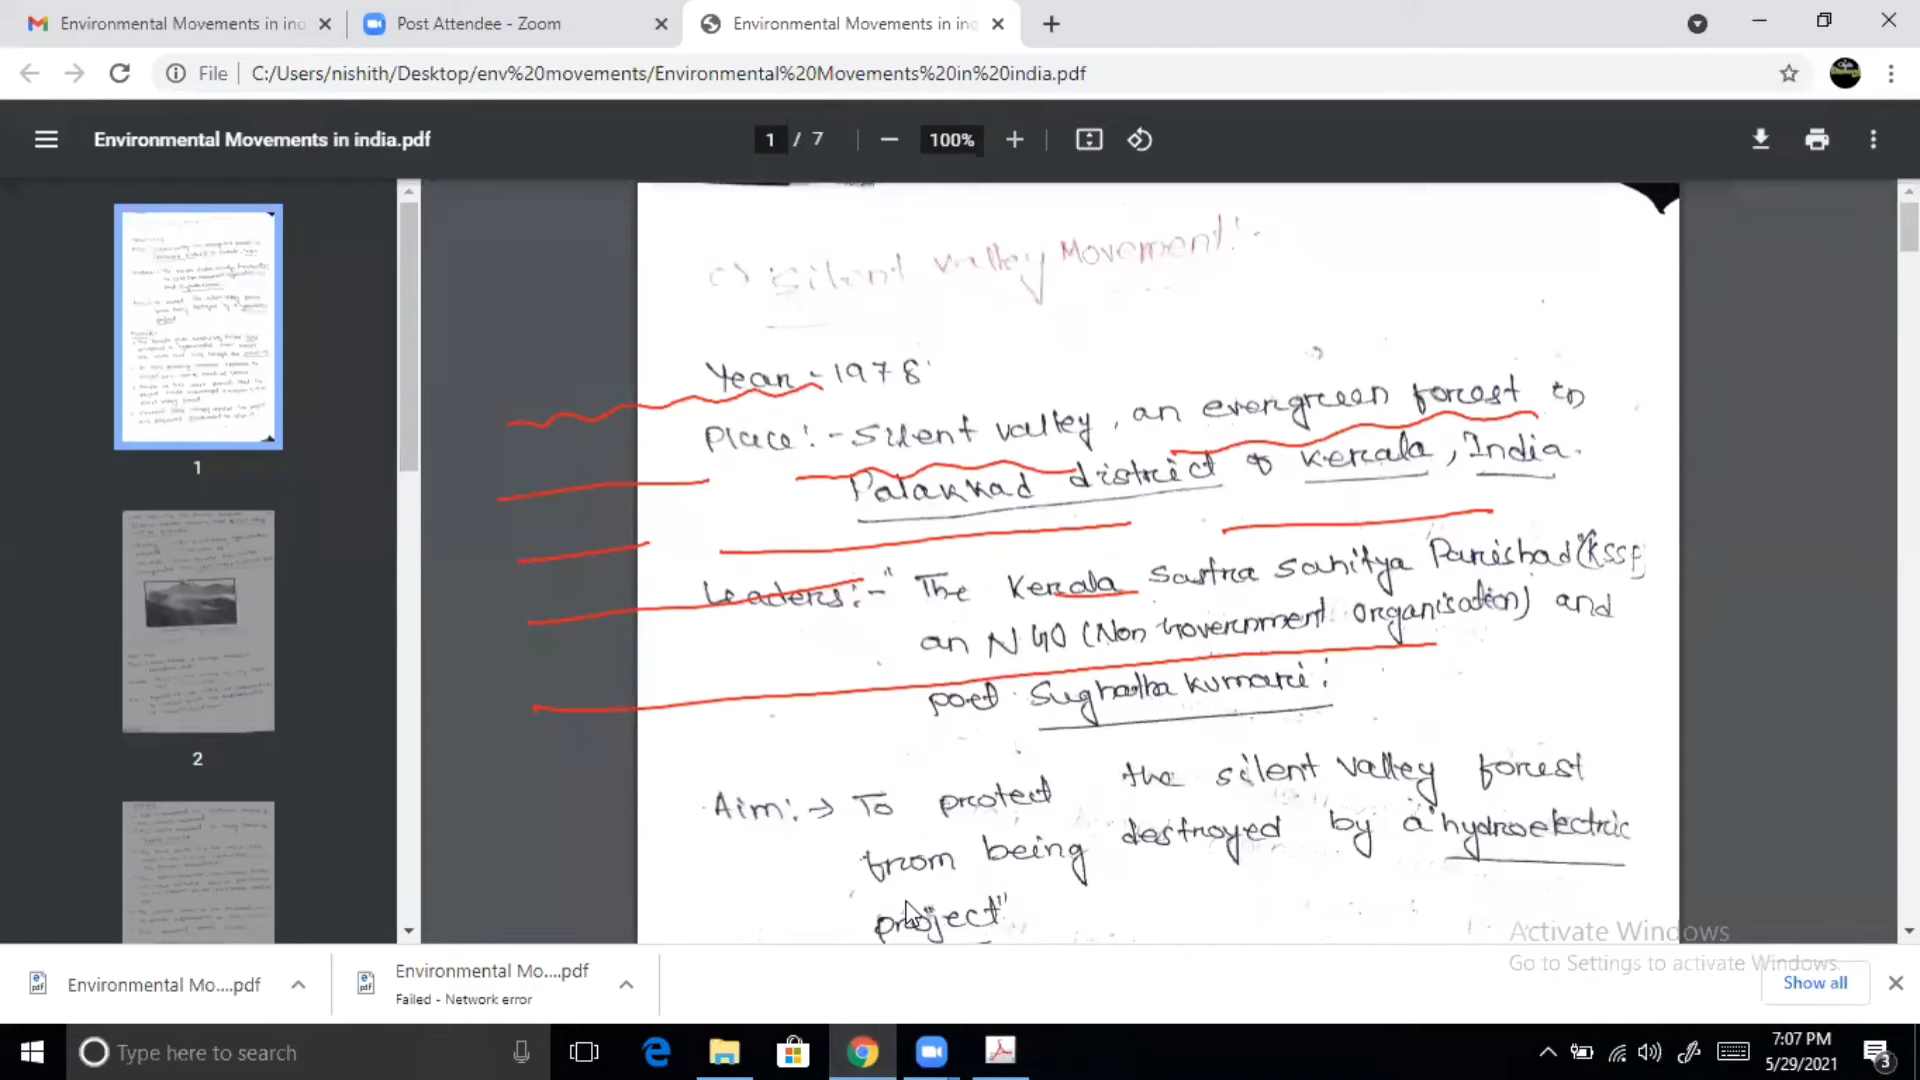 Environmental Movements in ind
Post Attendee - Zoom
Environmental Movements in ind
File
C:/Users/nishith/Desktop/env%20movements/Environmental%20Movements%20in%20india.pdf
Environmental Movements in india.pdf
1 / 7
100%
c) Silent valley Movement:-
Year - 1978
Place:- Silent valley, an evergreen forest in
Palakkad district of Kerala, India.
Leaders:- "The Kerala Sastra Sahitya Parishad (KSSP
an NGO (Non Government Organisation) and
poet Sughatha Kumari.
Aim:→ To protect the silent valley forest
from being destroyed by a "hydroelectric
project"
1
2
Activate Windows
Go to Settings to activate Windows.
Environmental Mo....pdf
Environmental Mo....pdf
Failed - Network error
Show all
Type here to search
7:07 PM
5/29/2021
3